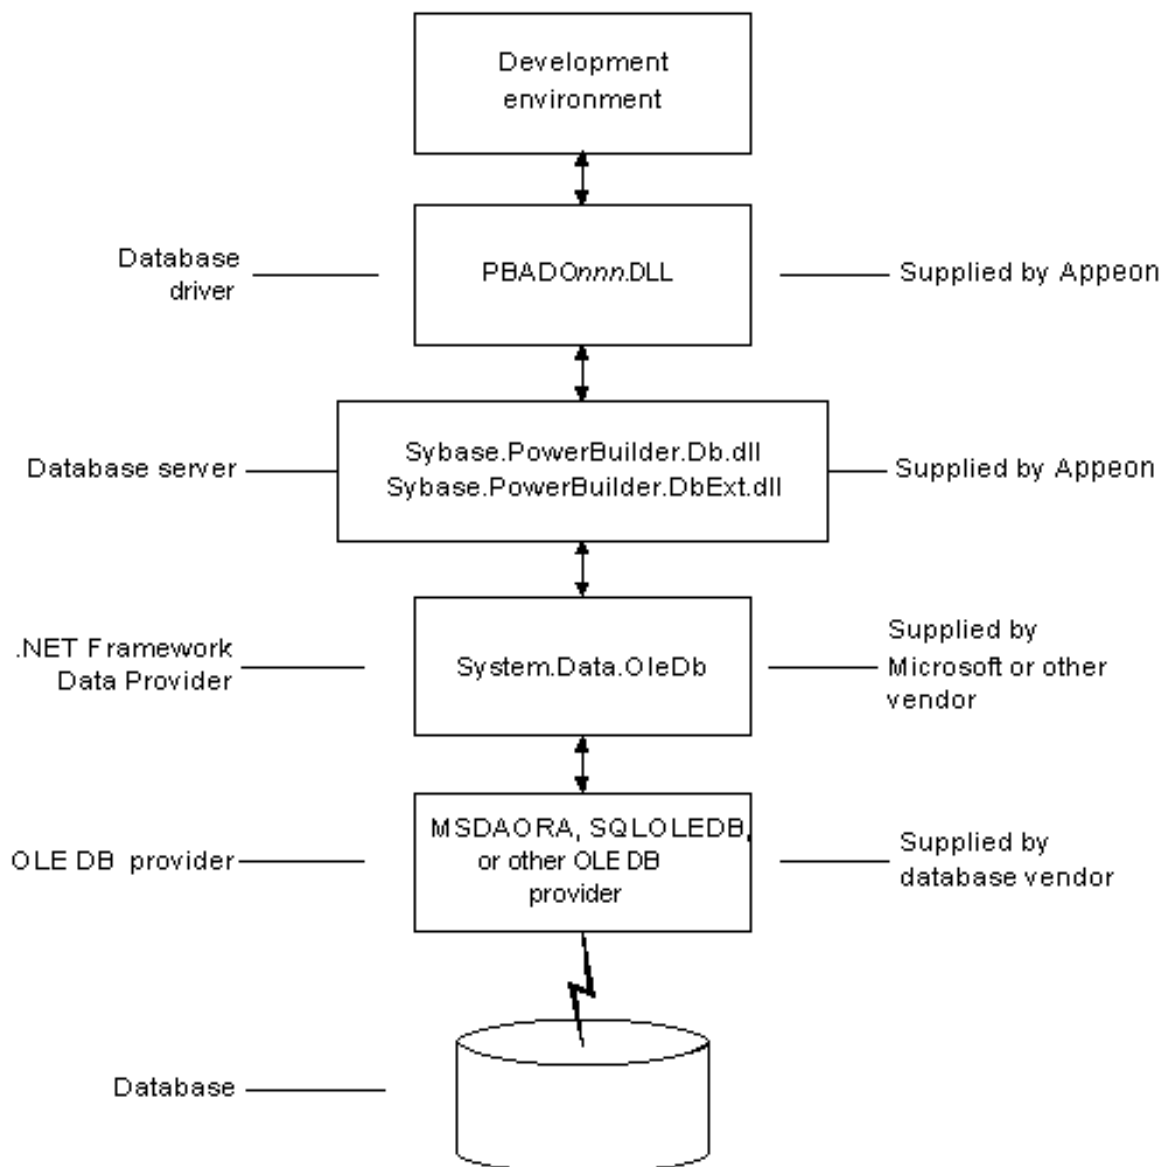 Development
environment
Database
driver
PBADOnnn.DLL
Supplied by Appeon
Database server
Sybase.PowerBuilder.Db.dll
Sybase.PowerBuilder.DbExt.dll
Supplied by Appeon
.NET Framework
Data Provider
System.Data.OleDb
Supplied by
Microsoft or other
vendor
OLE DB provider
MSDAORA, SQLOLEDB,
or other OLE DB
provider
Supplied by
database vendor
Database